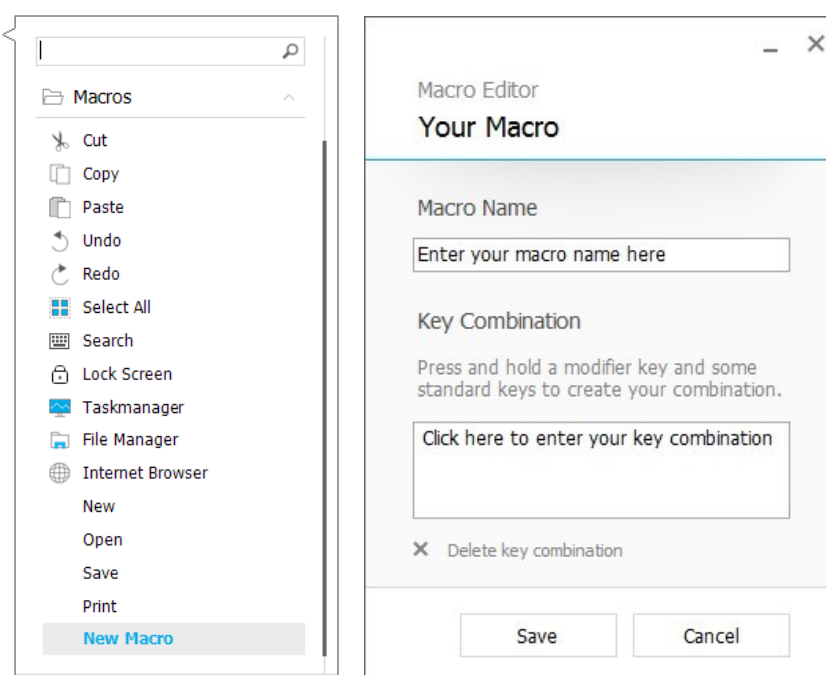 Macros
Cut
Copy
Paste
Undo
Redo
Select All
Search
Lock Screen
Taskmanager
File Manager
Internet Browser
New
Open
Save
Print
New Macro
Macro Editor
Your Macro
Macro Name
Enter your macro name here
Key Combination
Press and hold a modifier key and some
standard keys to create your combination.
Click here to enter your key combination
Delete key combination
Save Cancel